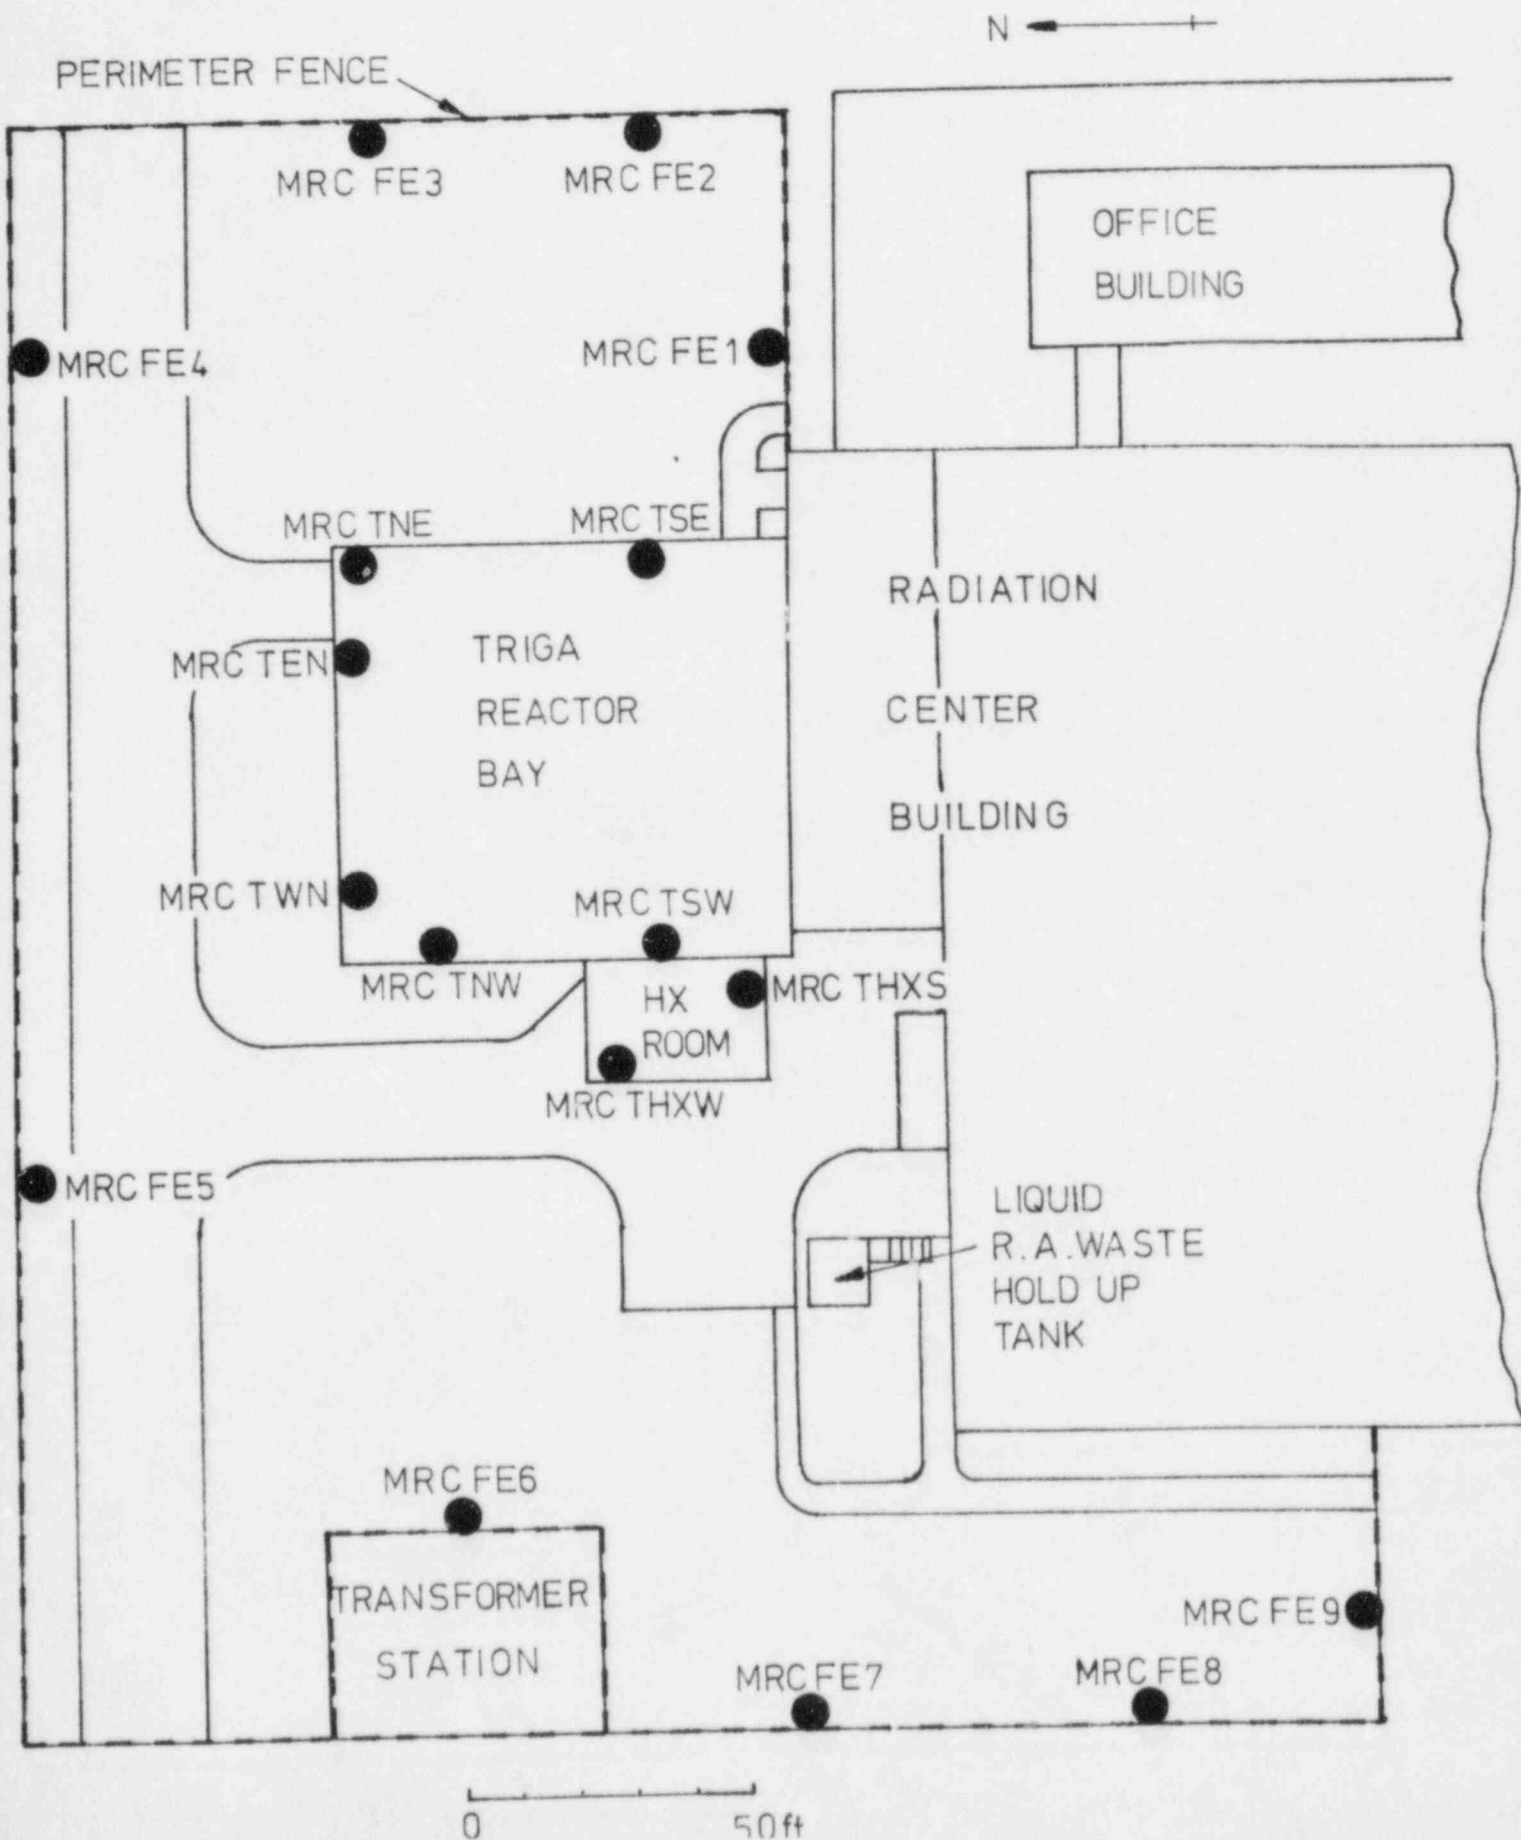 N
PERIMETER FENCE
MRC FE3
MRC FE2
OFFICE
BUILDING
MRC FE4
MRC FE1
MRC TNE
MRC TSE
RADIATION
CENTER
BUILDING
TRIGA
REACTOR
BAY
MRC TEN
MRC TWN
MRC TSW
MRC TNW
HX
ROOM
MRC THXS
MRC THXW
MRC FE5
LIQUID
R.A.WASTE
HOLD UP
TANK
MRC FE6
TRANSFORMER
STATION
MRC FE9
MRC FE7
MRC FE8
0 50ft